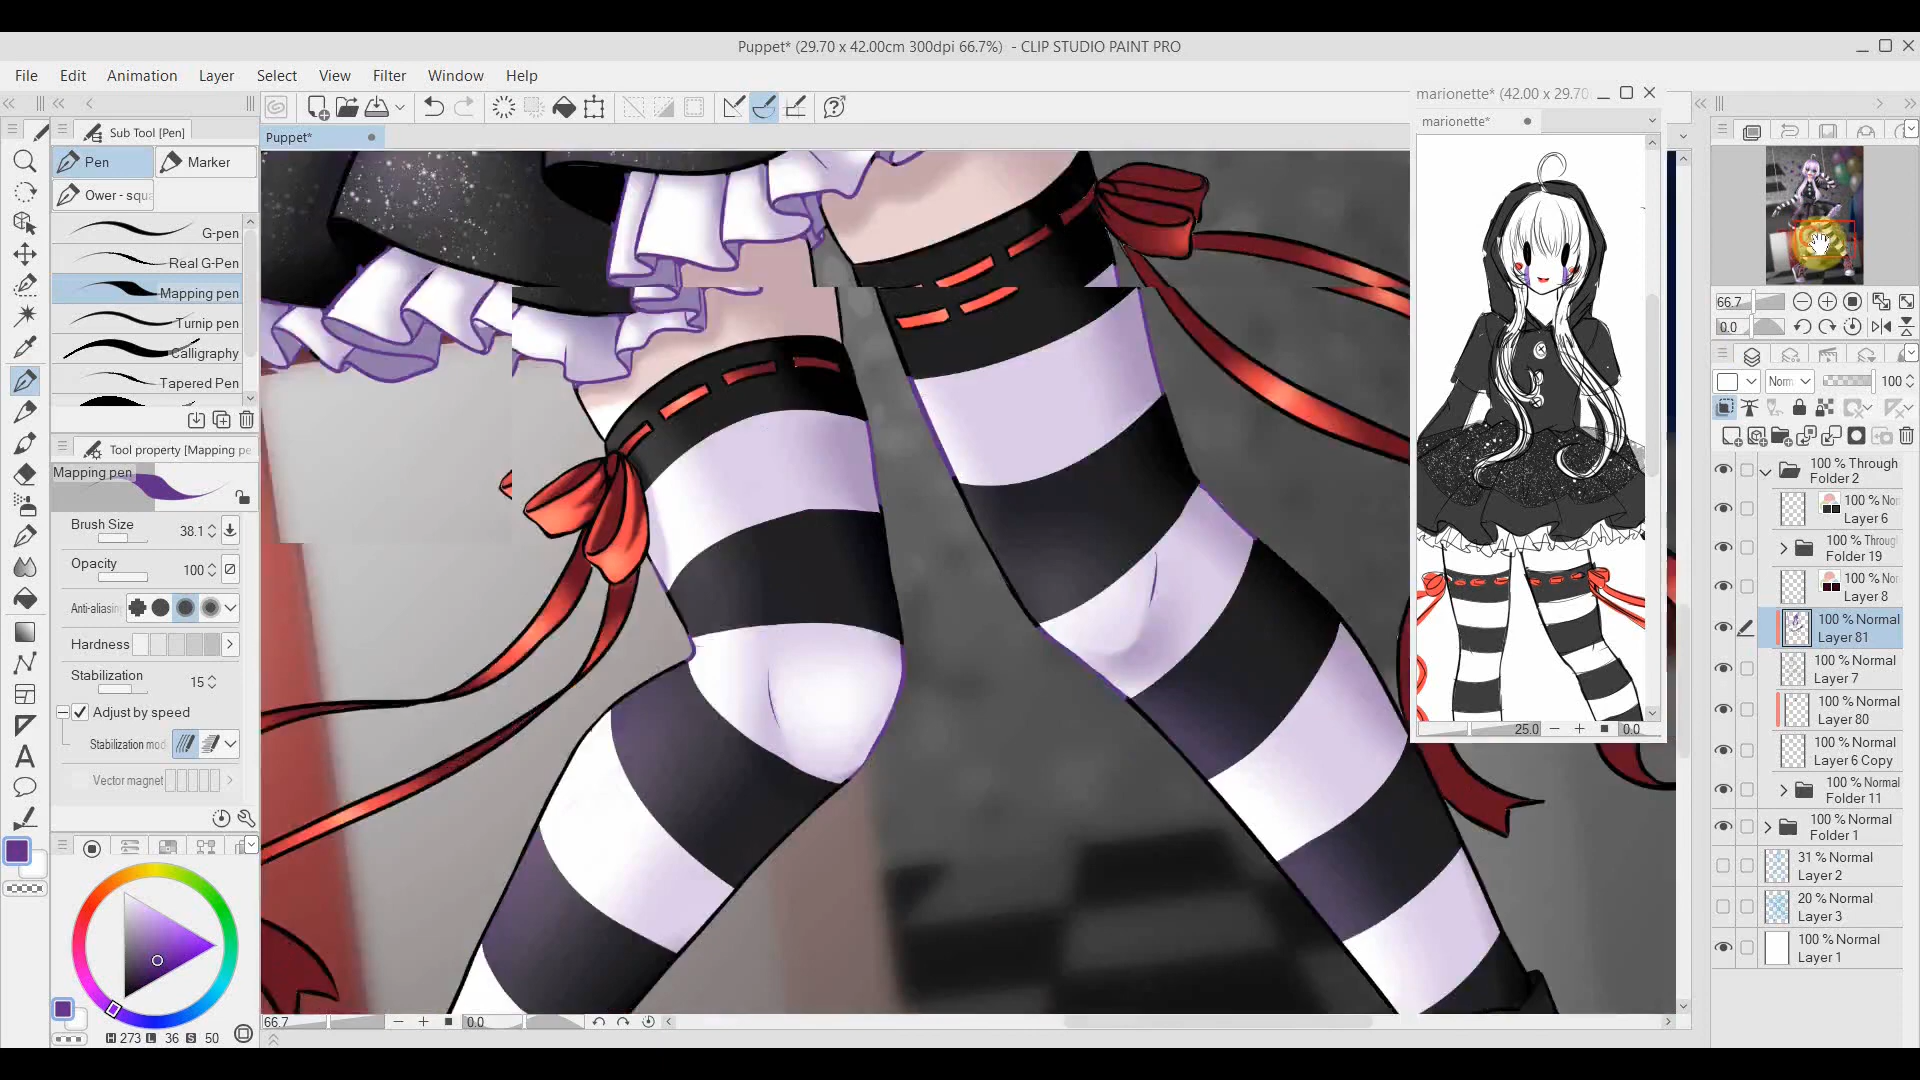 Puppet* (29.70 x 42.00cm 300dpi 66.7%) - CLIP STUDIO PAINT PRO
File Edit Animation Layer Select View Filter Window Help
marionette* (42.00 x 29.70
marionette*
Puppet*
Sub Tool [Pen]
Pen
Marker
Ower - squ
G-pen
Real G-Pen
Mapping pen
Turnip pen
Calligraphy
Tapered Pen
Tool property [Mapping pe
Mapping pen
Brush Size 38.1
Opacity 100
Anti-aliasing
Hardness
Stabilization 15
Adjust by speed
Stabilization mod
Vector magnet
H 273 L 36 S 50
66.7 0.0
25.0 0.0
66.7
0.0
Norm 100
100 % Through
Folder 2
100 % Nor
Layer 6
100 % Throug
Folder 19
100 % Nor
Layer 8
100 % Normal
Layer 81
100 % Normal
Layer 7
100 % Normal
Layer 80
100 % Normal
Layer 6 Copy
100 % Normal
Folder 11
100 % Normal
Folder 1
31 % Normal
Layer 2
20 % Normal
Layer 3
100 % Normal
Layer 1